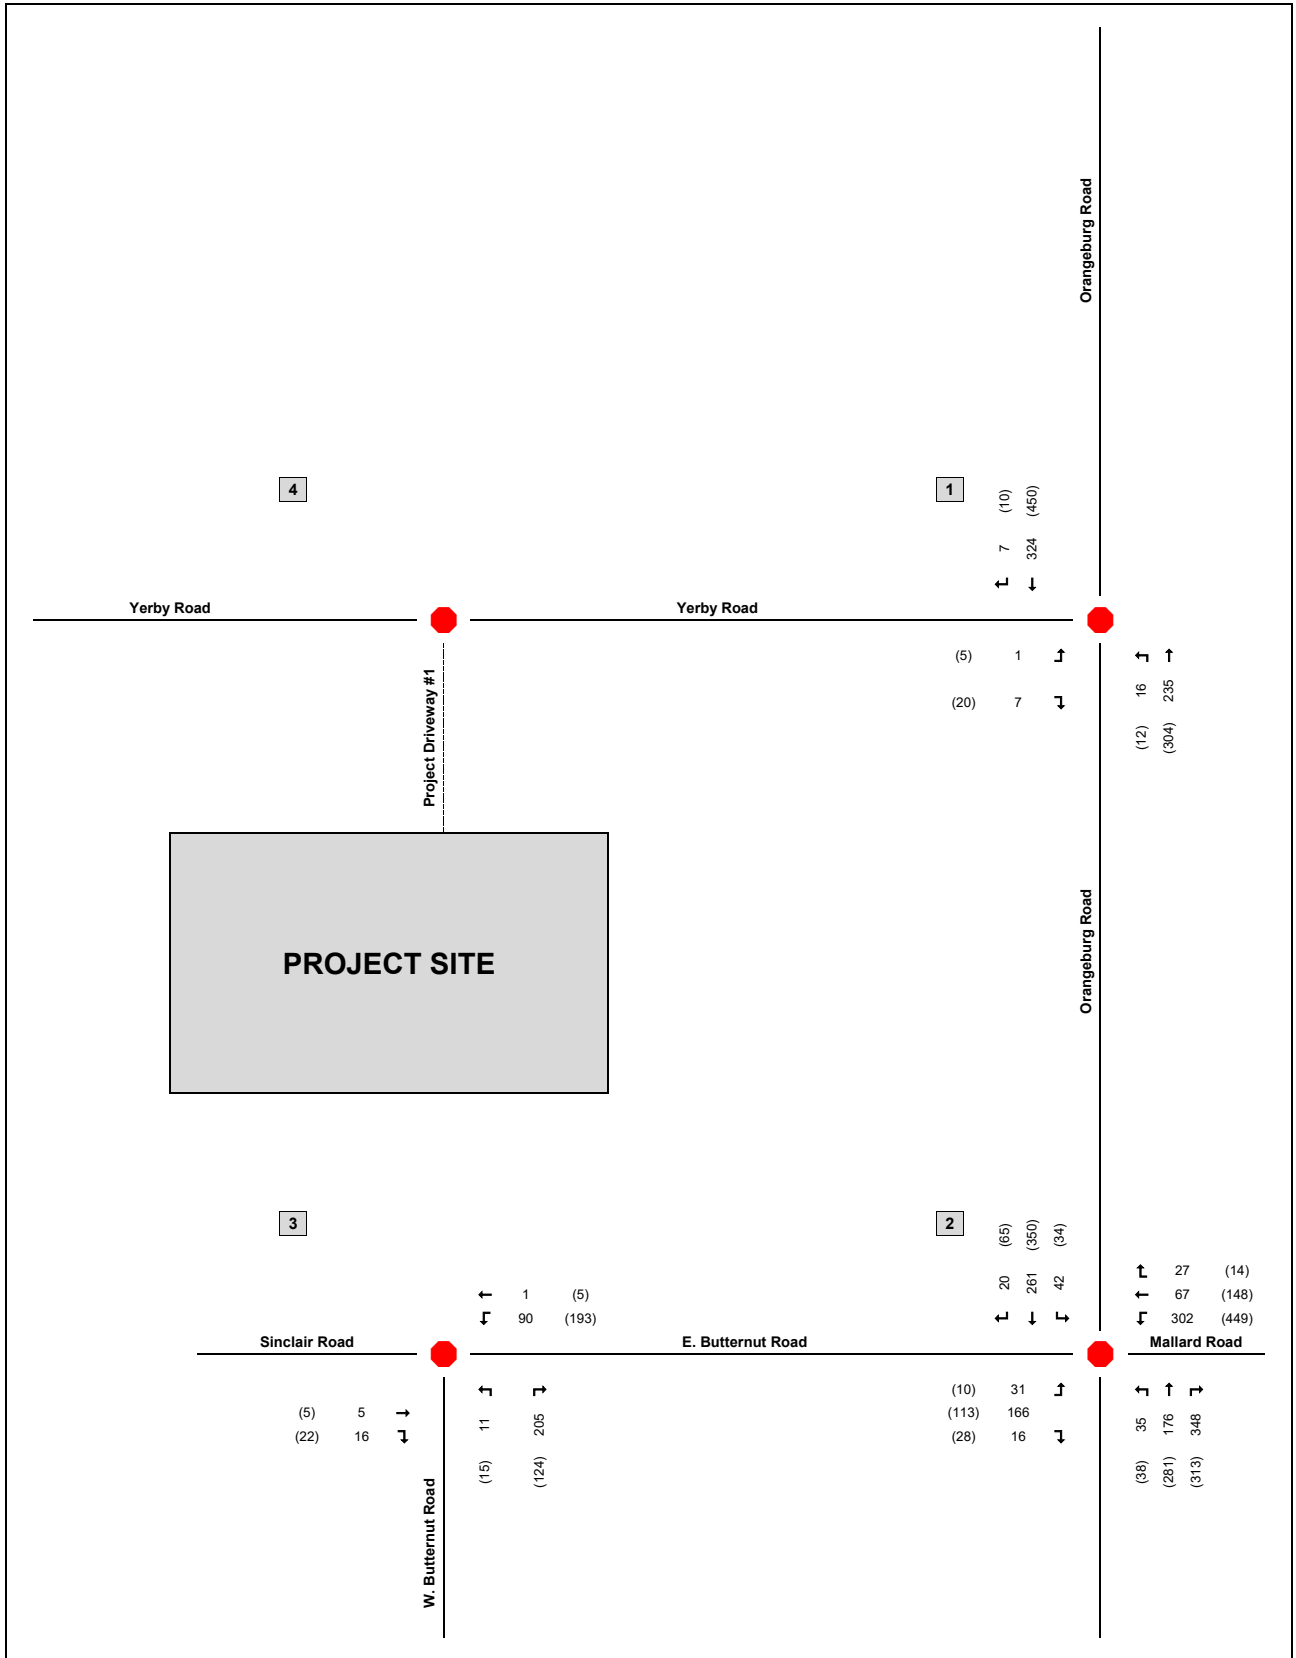 Orangeburg Road
4
1
(10) (450)
7 324
Yerby Road
Yerby Road
(5) 1
(20) 7
16 235
(12) (304)
Project Driveway #1
PROJECT SITE
Orangeburg Road
3
2
(65) (350) (34)
20 261 42
27 (14)
67 (148)
302 (449)
1 (5)
90 (193)
Sinclair Road
E. Butternut Road
Mallard Road
(5) 5
(22) 16
11 205
(15) (124)
(10) 31
(113) 166
(28) 16
35 176 348
(38) (281) (313)
W. Butternut Road